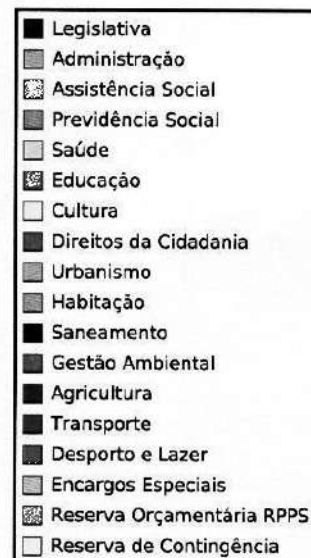 Legislativa
Administração
Assistência Social
Previdência Social
Saúde
Educação
Cultura
Direitos da Cidadania
Urbanismo
Habitação
Saneamento
Gestão Ambiental
Agricultura
Transporte
Desporto e Lazer
Encargos Especiais
Reserva Orçamentária RPPS
Reserva de Contingência